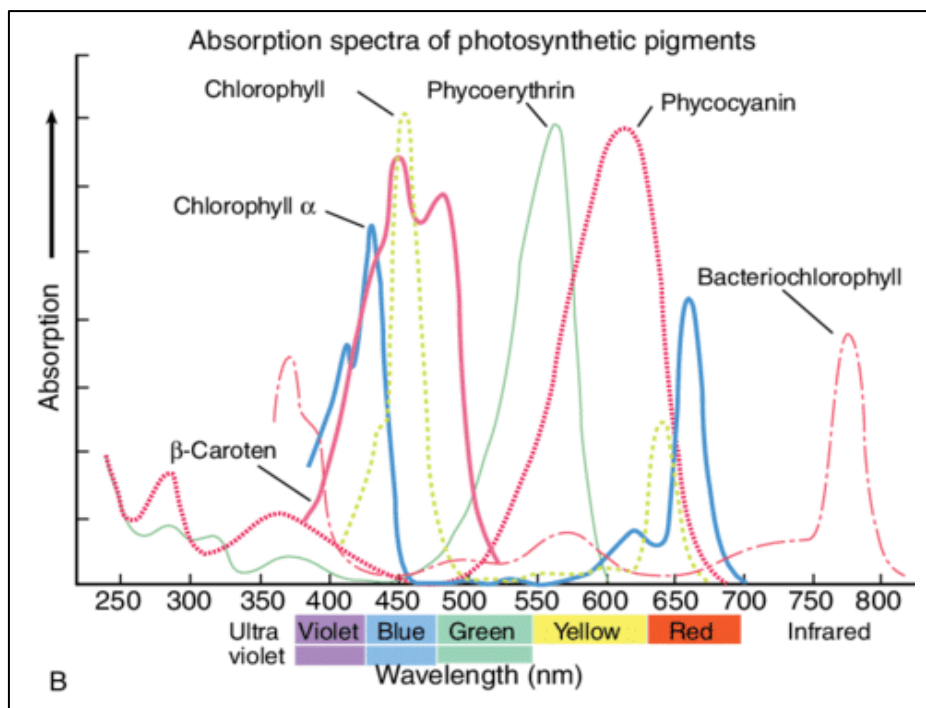 Absorption spectra of photosynthetic pigments
Chlorophyll
Phycoerythrin
Phycocyanin
Chlorophyll α
Bacteriochlorophyll
Absorption
β-Caroten
250 300 350 400 450 500 550 600 650 700 750 800
Ultra violet
Violet
Blue
Green
Yellow
Red
Infrared
Wavelength (nm)
B